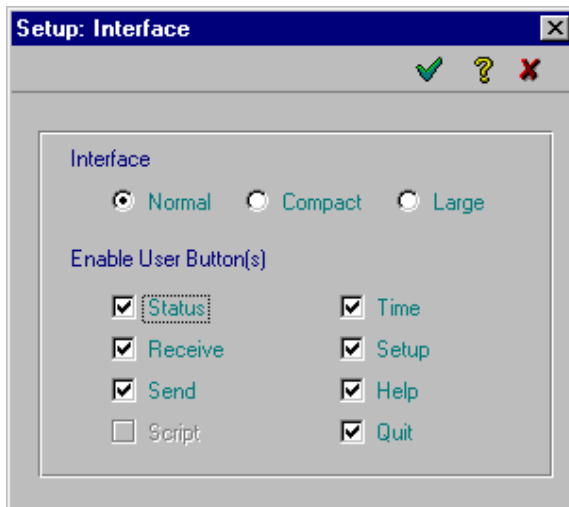 Setup: Interface
Interface
Normal Compact Large
Enable User Button(s)
Status Time
Receive Setup
Send Help
Script Quit